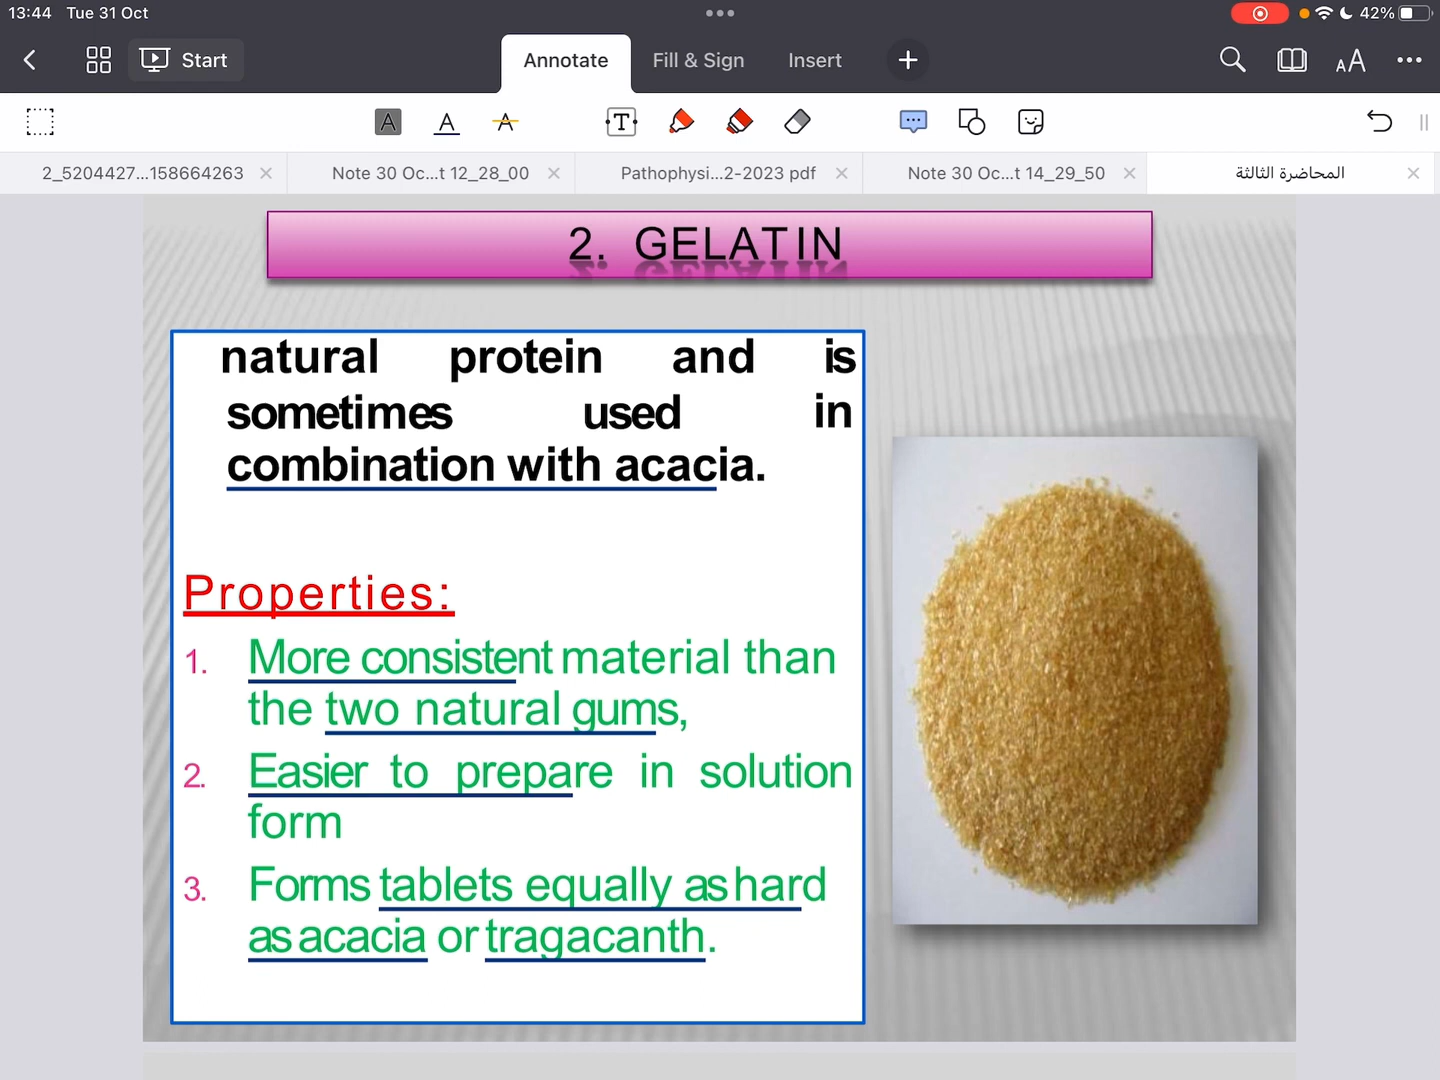 13:44 Tue 31 Oct
42%
Start
Annotate
Fill & Sign
Insert
2_5204427...158664263
Note 30 Oc...t 12_28_00
Pathophysi...2-2023 pdf
Note 30 Oc...t 14_29_50
المحاضرة الثالثة
2. GELATIN
natural protein and is
sometimes used in
combination with acacia.
Properties:
1. More consistent material than
the two natural gums,
2. Easier to prepare in solution
form
3. Forms tablets equally as hard
as acacia or tragacanth.